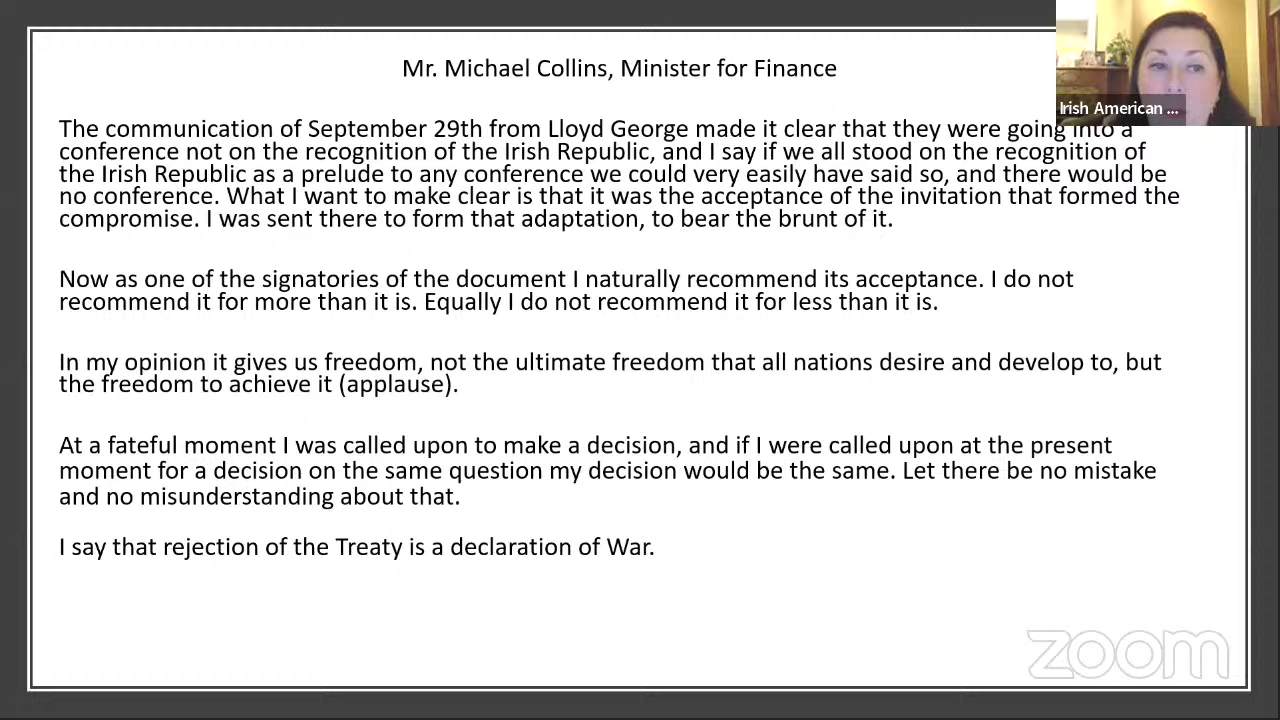 Mr. Michael Collins, Minister for Finance
Irish American ...
The communication of September 29th from Lloyd George made it clear that they were going into a
conference not on the recognition of the Irish Republic, and I say if we all stood on the recognition of
the Irish Republic as a prelude to any conference we could very easily have said so, and there would be
no conference. What I want to make clear is that it was the acceptance of the invitation that formed the
compromise. I was sent there to form that adaptation, to bear the brunt of it.
Now as one of the signatories of the document I naturally recommend its acceptance. I do not
recommend it for more than it is. Equally I do not recommend it for less than it is.
In my opinion it gives us freedom, not the ultimate freedom that all nations desire and develop to, but
the freedom to achieve it (applause).
At a fateful moment I was called upon to make a decision, and if I were called upon at the present
moment for a decision on the same question my decision would be the same. Let there be no mistake
and no misunderstanding about that.
I say that rejection of the Treaty is a declaration of War.
zoom